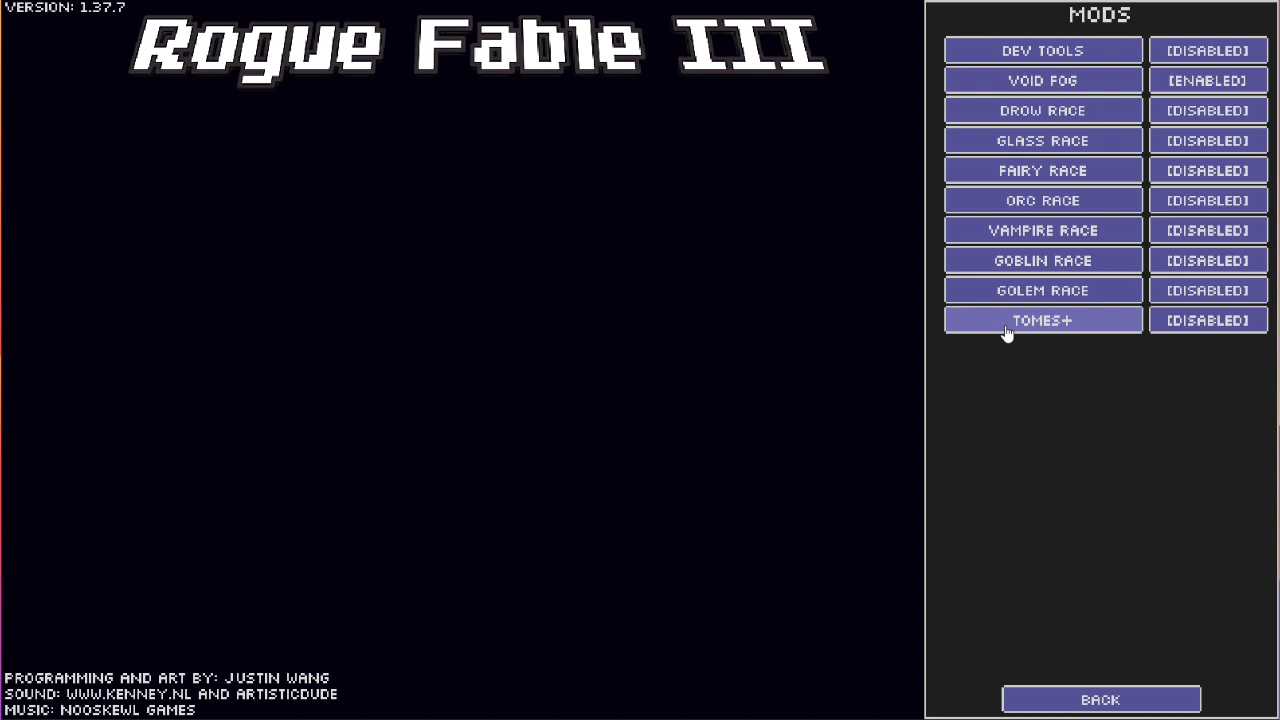 VERSION: 1.37.7
Rogue Fable III
MODS
DEV TOOLS [DISABLED]
VOID FOG [ENABLED]
DROW RACE [DISABLED]
GLASS RACE [DISABLED]
FAIRY RACE [DISABLED]
ORC RACE [DISABLED]
VAMPIRE RACE [DISABLED]
GOBLIN RACE [DISABLED]
GOLEM RACE [DISABLED]
TOMES+ [DISABLED]
PROGRAMMING AND ART BY: JUSTIN WANG
SOUND: WWW.KENNEY.NL AND ARTISTICDUDE
MUSIC: NOOSKEWL GAMES
BACK